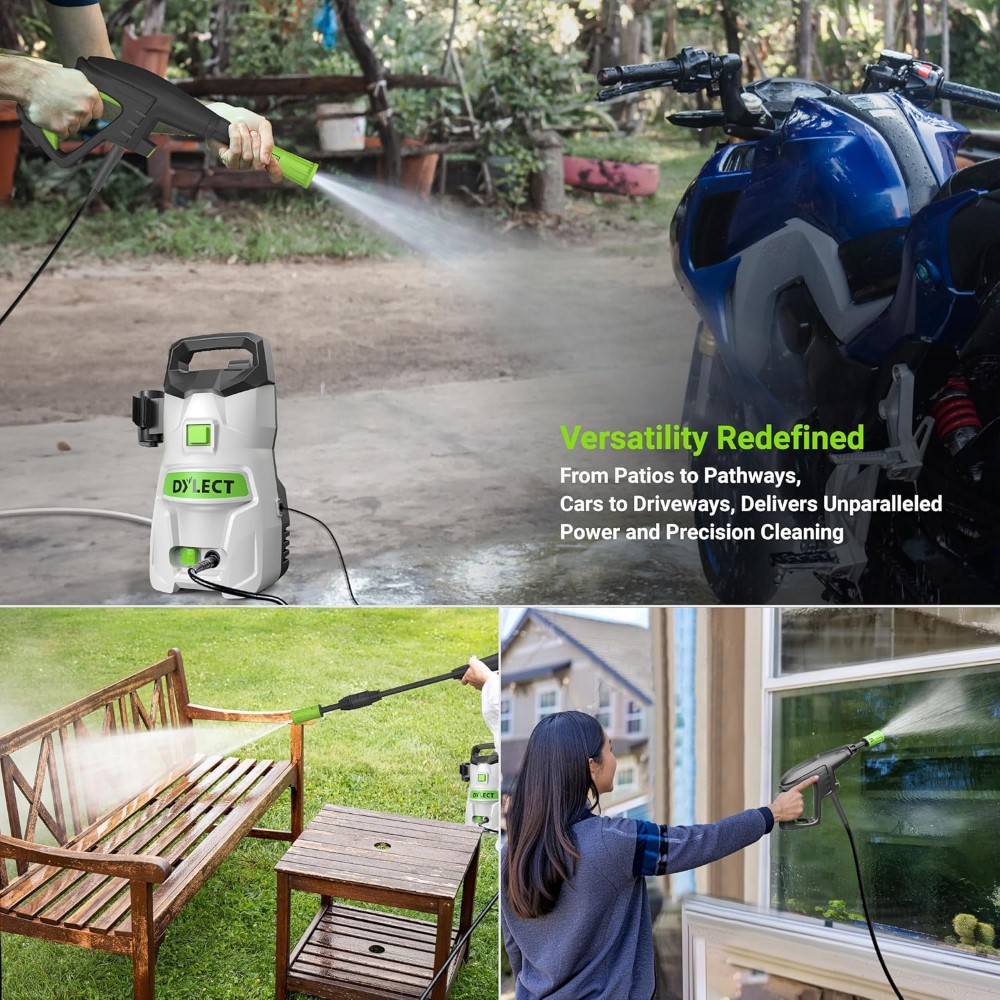 Versatility Redefined
From Patios to Pathways,
Cars to Driveways, Delivers Unparalleled
Power and Precision Cleaning
DYLECT
DYLECT